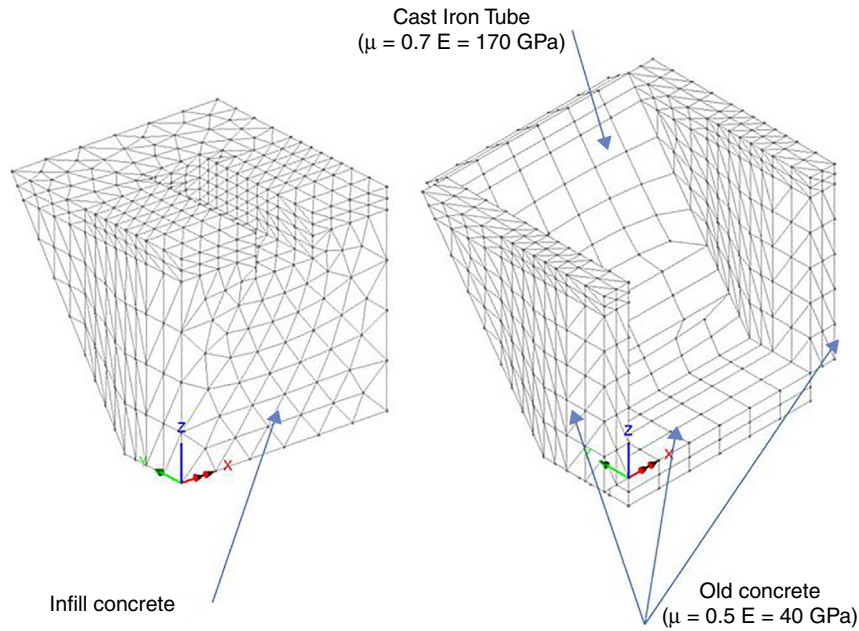 Cast Iron Tube
(μ = 0.7 E = 170 GPa)
Z
Y
X
Z
Y
X
Infill concrete
Old concrete
(μ = 0.5 E = 40 GPa)